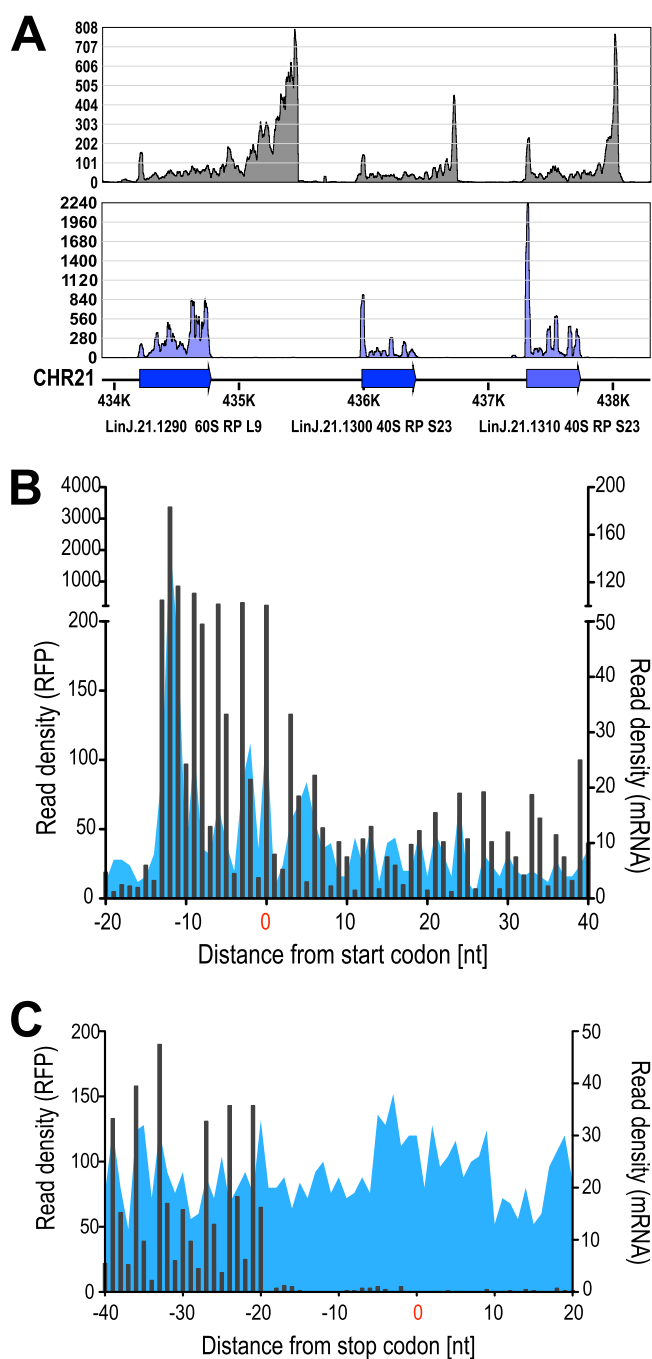 A
808
707
606
505
404
303
202
101
0
2240
1960
1680
1400
1120
840
560
280
0
CHR21
434K 435K 436K 437K 438K
LinJ.21.1290 60S RP L9 LinJ.21.1300 40S RP S23 LinJ.21.1310 40S RP S23
B
4000 200
3000 160
2000
1000 120
200 50
150 40
30
100
20
50
10
0 0
Read density (RFP)
Read density (mRNA)
-20 -10 0 10 20 30 40
Distance from start codon [nt]
C
200 50
150 40
30
100
20
50
10
0 0
Read density (RFP)
Read density (mRNA)
-40 -30 -20 -10 0 10 20
Distance from stop codon [nt]